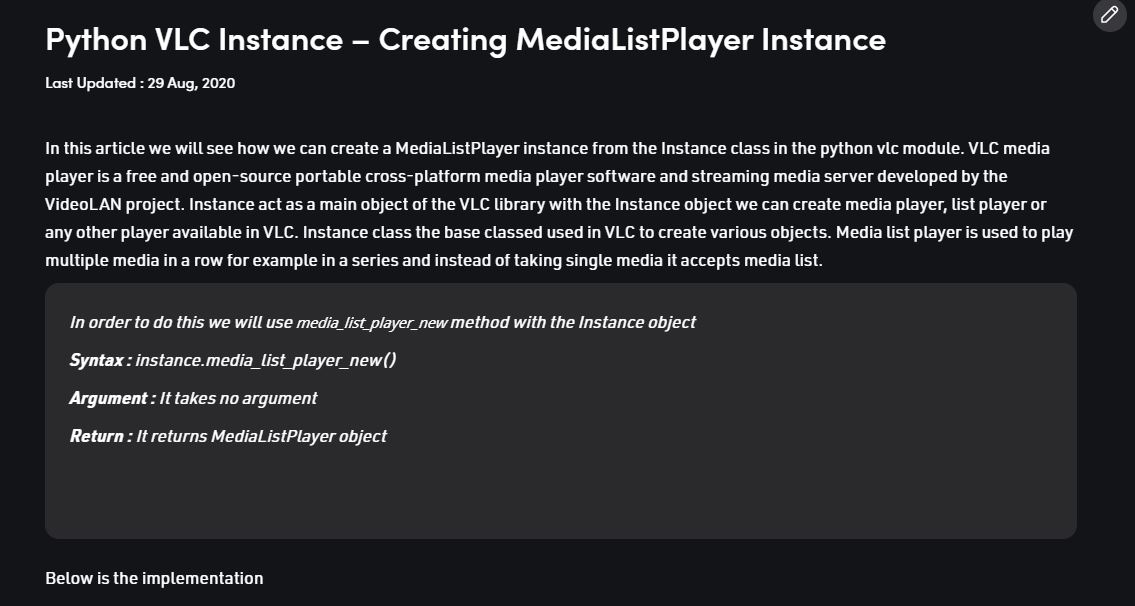 Python VLC Instance – Creating MediaListPlayer Instance
Last Updated : 29 Aug, 2020
In this article we will see how we can create a MediaListPlayer instance from the Instance class in the python vlc module. VLC media
player is a free and open-source portable cross-platform media player software and streaming media server developed by the
VideoLAN project. Instance act as a main object of the VLC library with the Instance object we can create media player, list player or
any other player available in VLC. Instance class the base classed used in VLC to create various objects. Media list player is used to play
multiple media in a row for example in a series and instead of taking single media it accepts media list.
In order to do this we will use media_list_player_new method with the Instance object
Syntax : instance.media_list_player_new()
Argument : It takes no argument
Return : It returns MediaListPlayer object
Below is the implementation